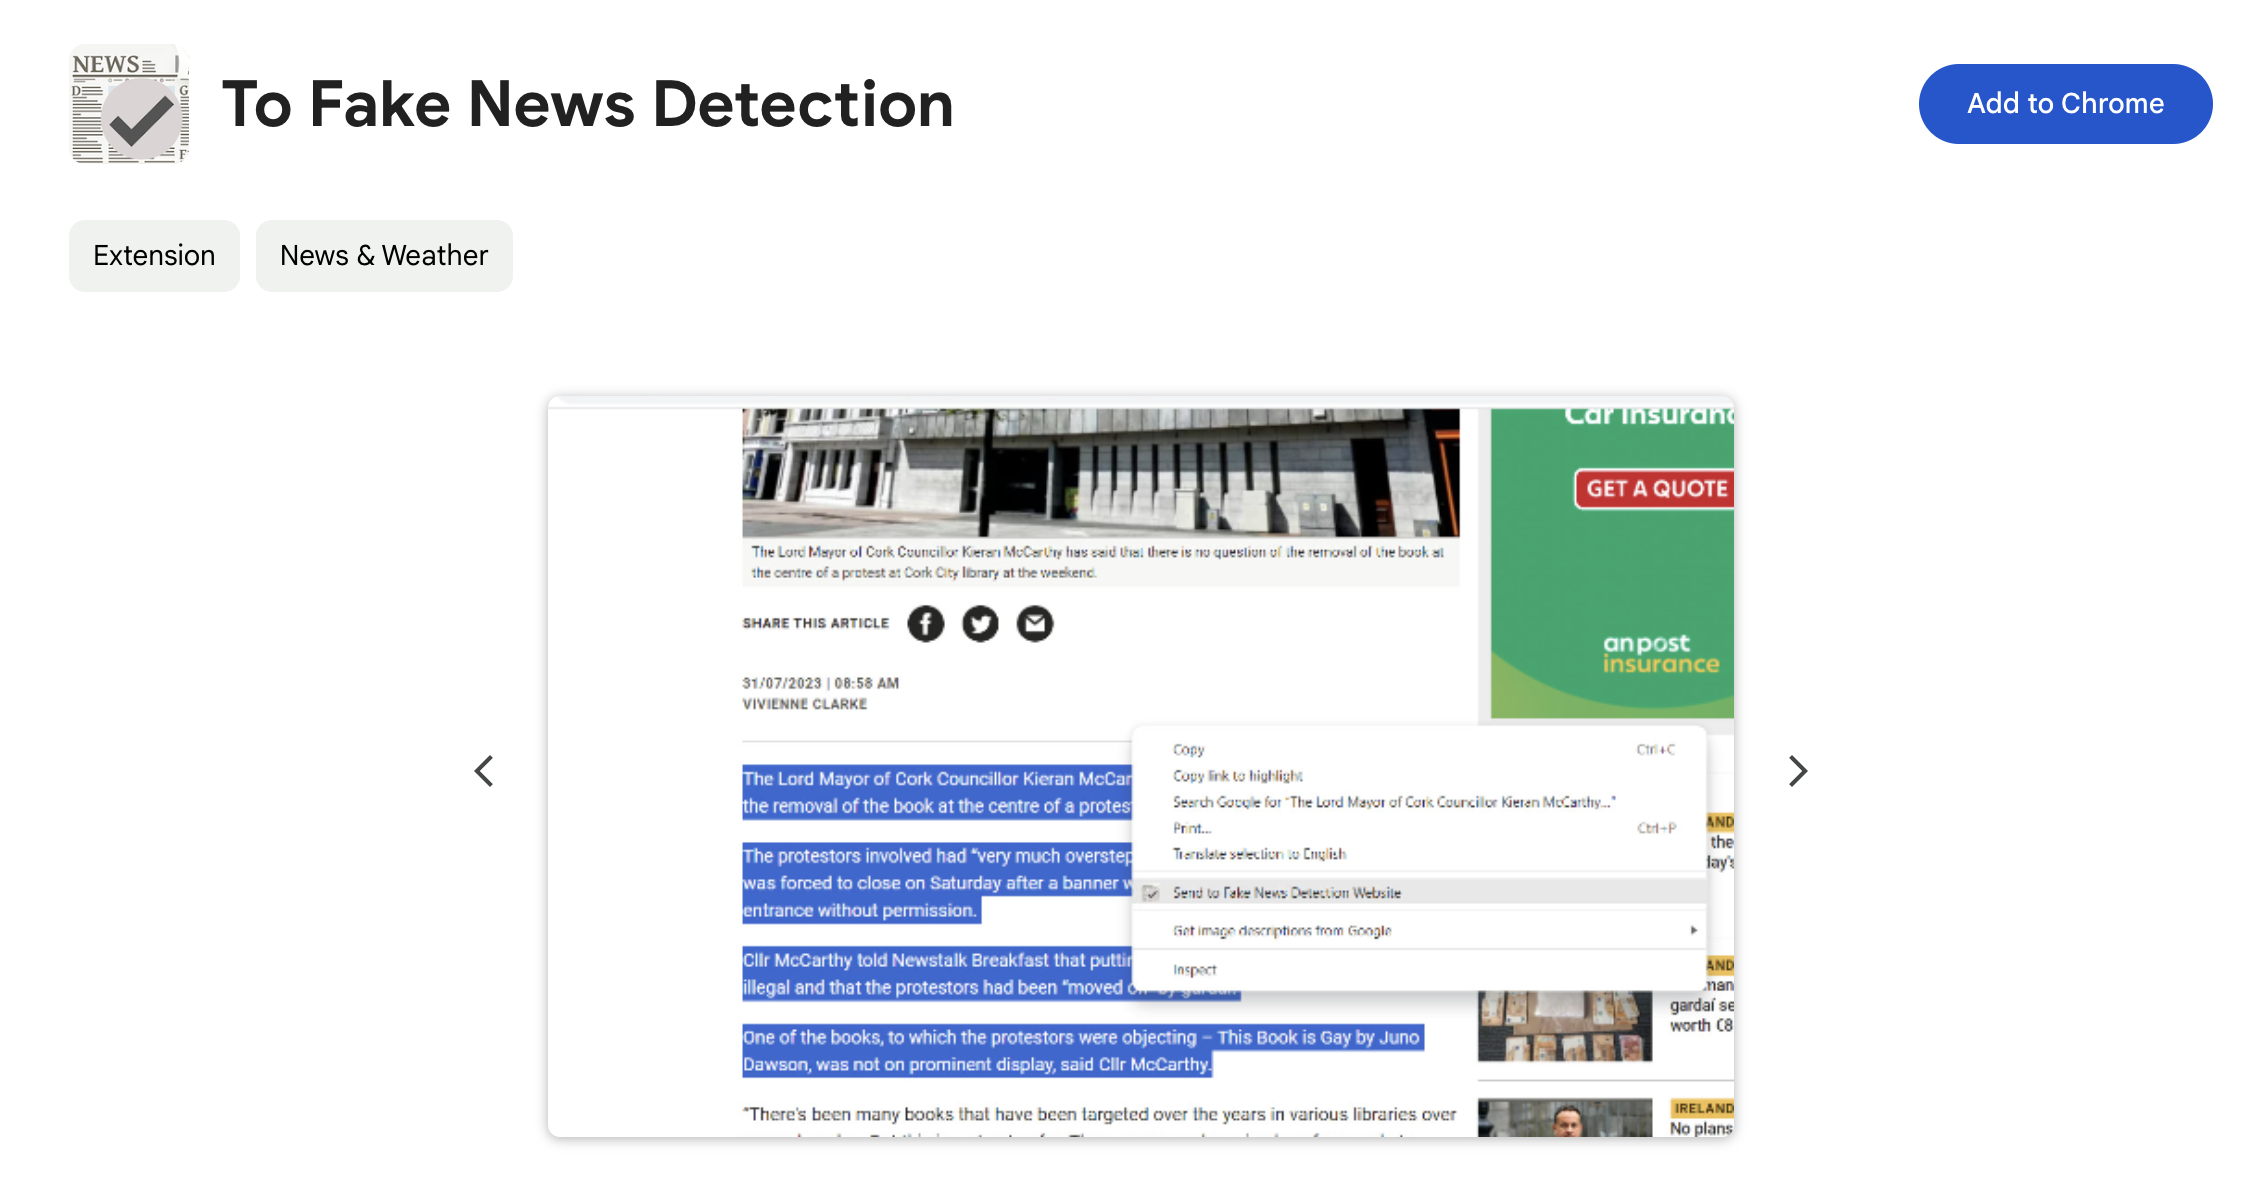 NEWS
D
G
F
To Fake News Detection
Add to Chrome
Extension
News & Weather
Car Insuranc
GET A QUOTE
The Lord Mayor of Cork Councillor Kieran McCarthy has said that there is no question of the removal of the book at
the centre of a protest at Cork City library at the weekend.
SHARE THIS ARTICLE
anpost
insurance
31/07/2023 | 08:58 AM
VIVIENNE CLARKE
The Lord Mayor of Cork Councillor Kieran McCar
the removal of the book at the centre of a protes
The protestors involved had “very much overstep
was forced to close on Saturday after a banner w
entrance without permission.
Cllr McCarthy told Newstalk Breakfast that puttin
illegal and that the protestors had been “moved on” by gardaí.
One of the books, to which the protestors were objecting – This Book is Gay by Juno
Dawson, was not on prominent display, said Cllr McCarthy.
“There's been many books that have been targeted over the years in various libraries over
Copy Ctrl+C
Copy link to highlight
Search Google for “The Lord Mayor of Cork Councillor Kieran McCarthy...”
Print... Ctrl+P
Translate selection to English
Send to Fake News Detection Website
Get image descriptions from Google
Inspect
AND
the
day's
AND
man
gardaí se
worth €8
IRELAND
No plans